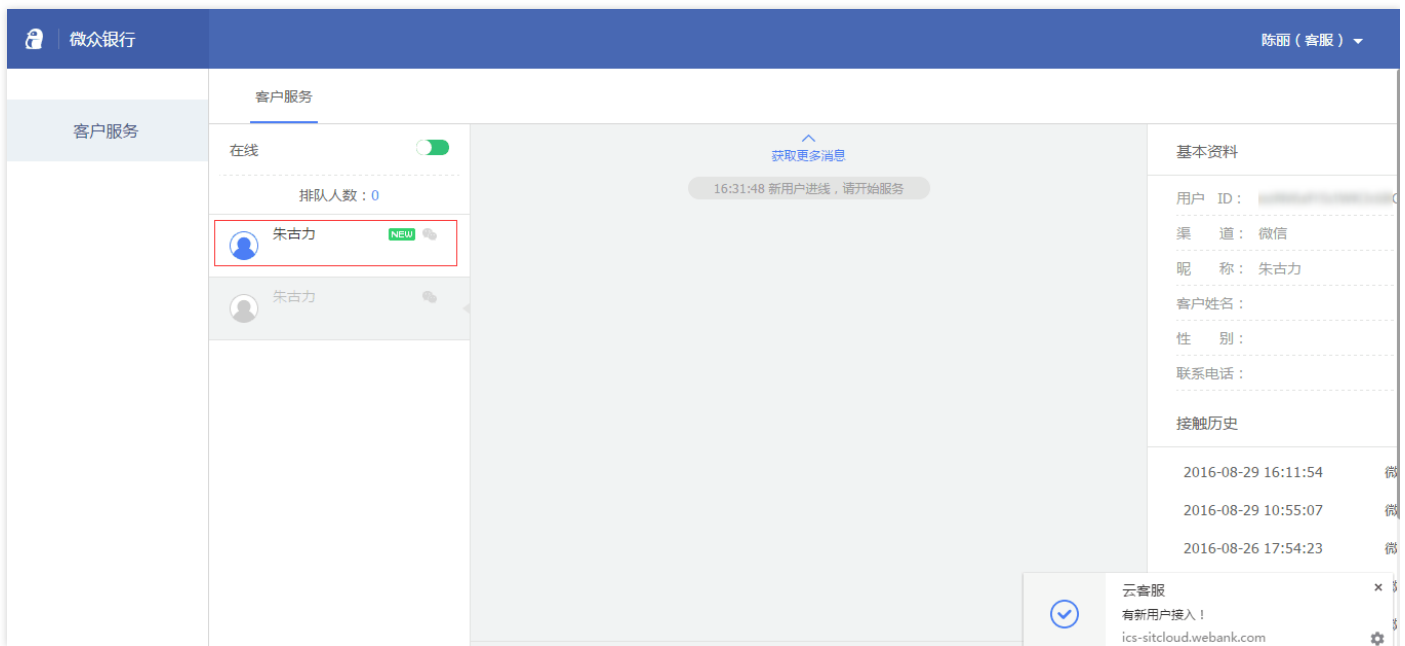 微众银行
陈丽（客服）
客户服务
客户服务
在线
排队人数：0
朱古力 NEW
朱古力
获取更多消息
16:31:48 新用户进线，请开始服务
基本资料
用户 ID：
渠 道： 微信
昵 称： 朱古力
客户姓名：
性 别：
联系电话：
接触历史
2016-08-29 16:11:54 微
2016-08-29 10:55:07 微
2016-08-26 17:54:23 微
云客服
有新用户接入！
ics-sitcloud.webank.com